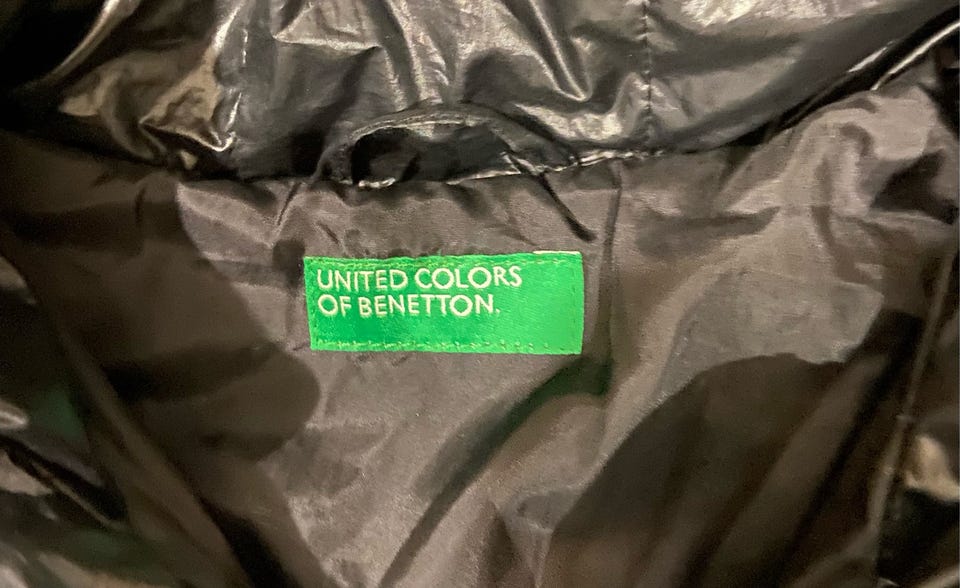 UNITED COLORS
OF BENETTON.